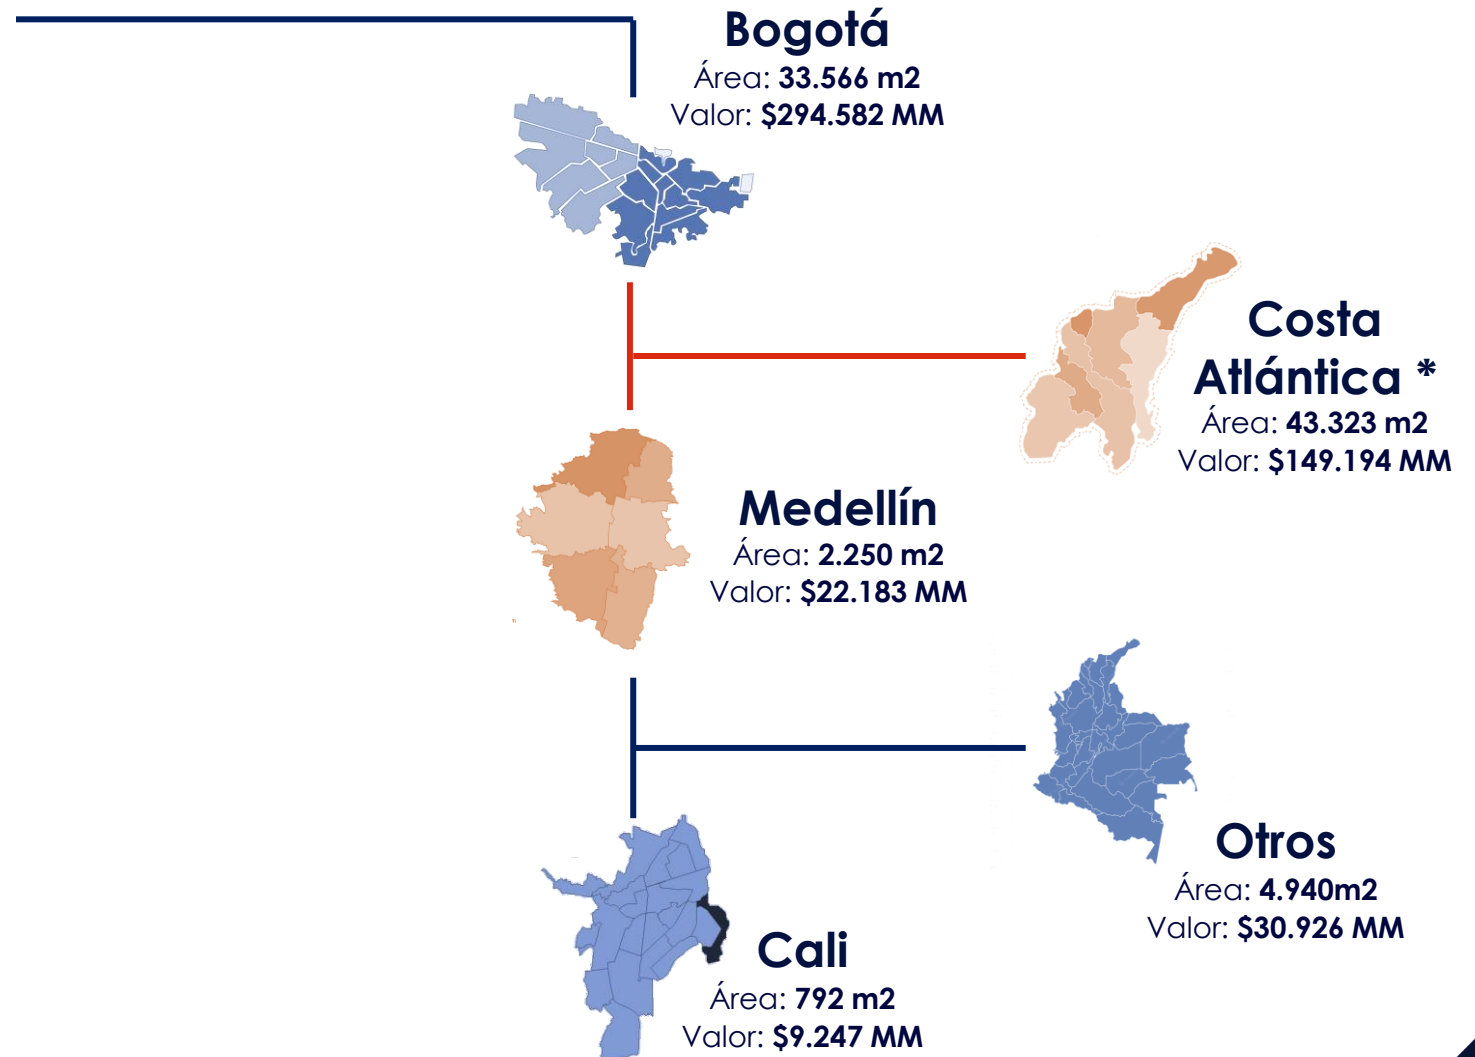 Bogotá
Área: 33.566 m2
Valor: $294.582 MM
Costa
Atlántica *
Área: 43.323 m2
Valor: $149.194 MM
Medellín
Área: 2.250 m2
Valor: $22.183 MM
Otros
Área: 4.940m2
Valor: $30.926 MM
Cali
Área: 792 m2
Valor: $9.247 MM